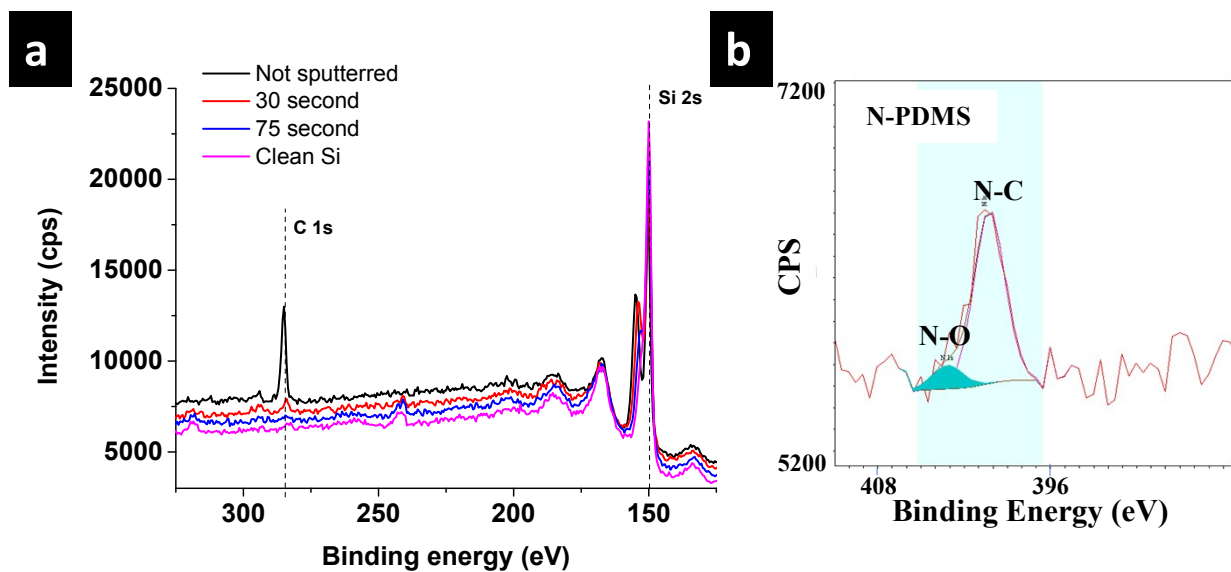 a
Not sputterred
30 second
75 second
Clean Si
Si 2s
C 1s
25000
20000
15000
10000
5000
Intensity (cps)
300
250
200
150
Binding energy (eV)
b
7200
N-PDMS
N-C
N-O
CPS
5200
408
396
Binding Energy (eV)